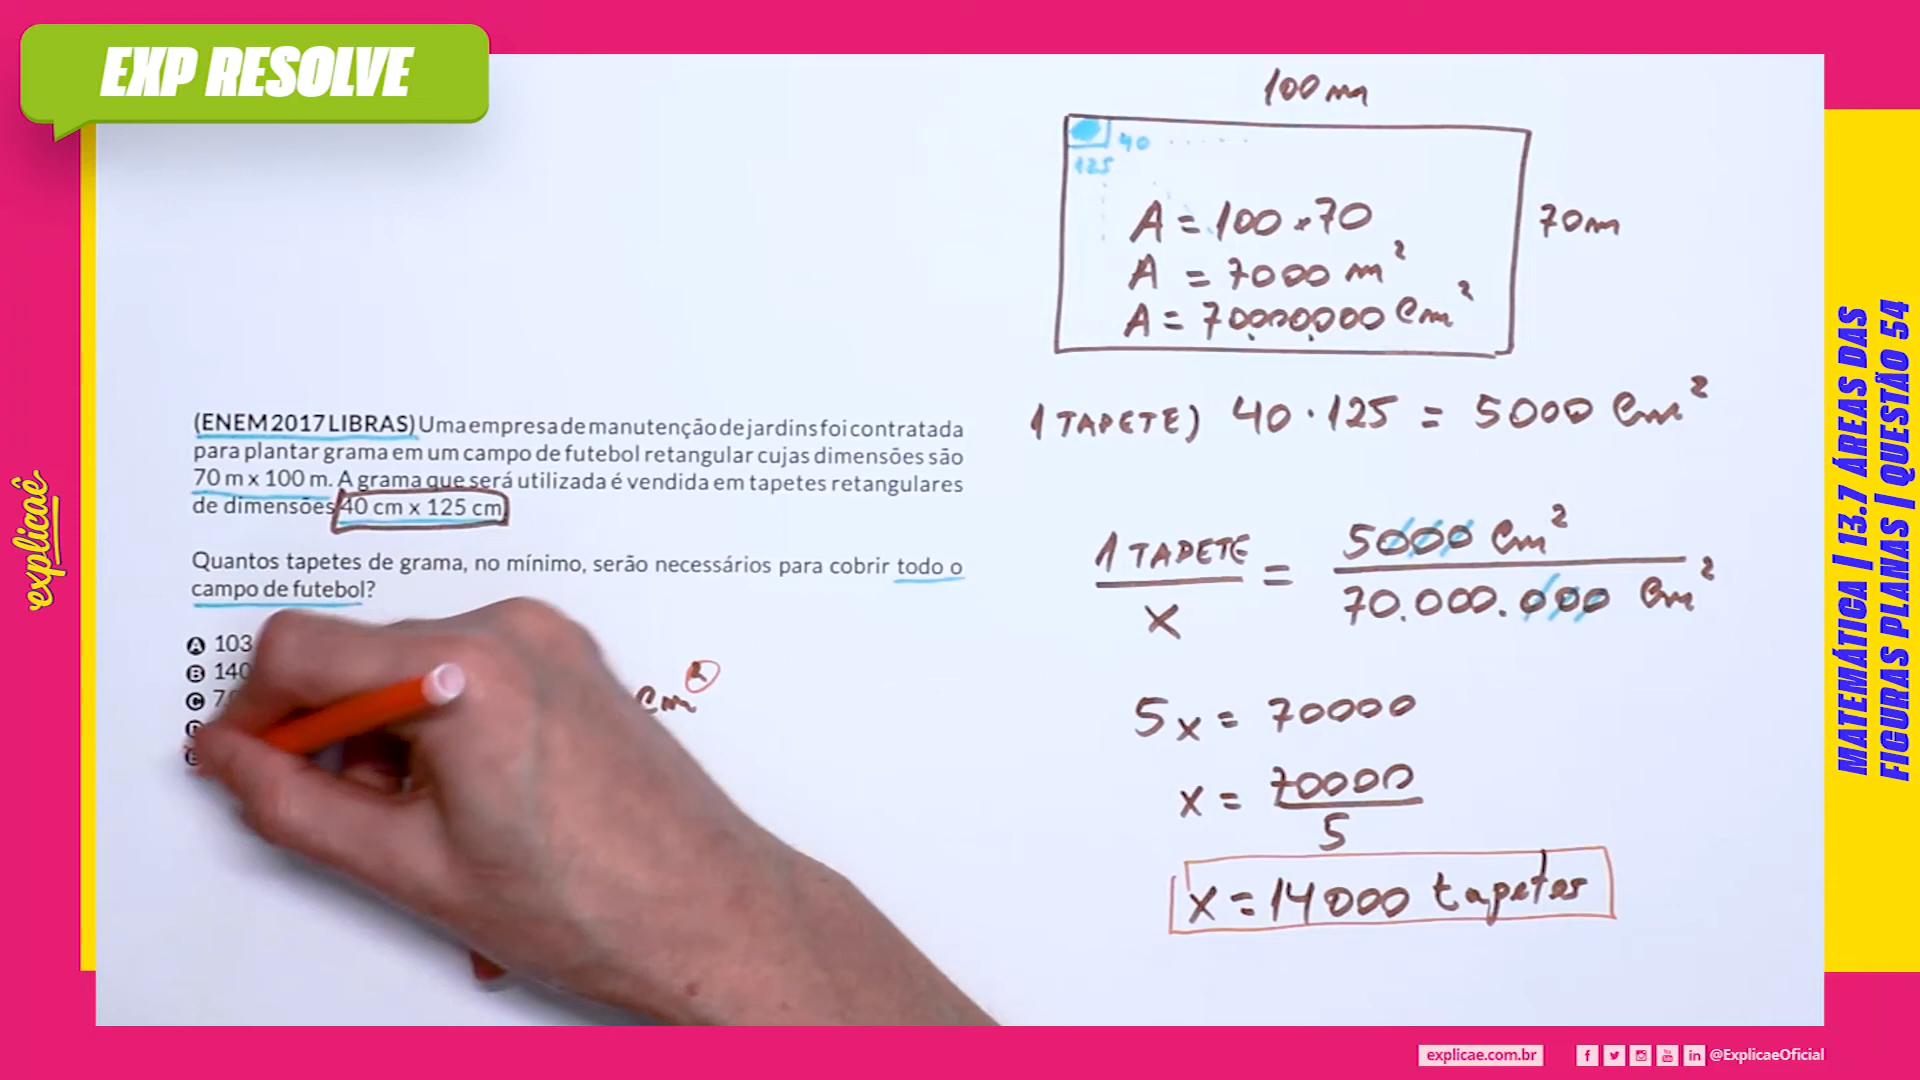 EXP RESOLVE
(ENEM 2017 LIBRAS) Uma empresa de manutenção de jardins foi contratada
para plantar grama em um campo de futebol retangular cujas dimensões são
70 m x 100 m. A grama que será utilizada é vendida em tapetes retangulares
de dimensões 40 cm x 125 cm.
Quantos tapetes de grama, no mínimo, serão necessários para cobrir todo o
campo de futebol?
A 103
B 140
C
D
E
cm²
100 m
40
125
70 m
A = 100 × 70
A = 7000 m²
A = 70000000 cm²
1 TAPETE) 40 · 125 = 5000 cm²
1 TAPETE / x = 5000 cm² / 70.000.000 cm²
5x = 70000
x = 70000 / 5
x = 14000 tapetes
explicaê
MATEMÁTICA | 13.7 ÁREAS DAS
FIGURAS PLANAS | QUESTÃO 54
explicae.com.br
@ExplicaeOficial